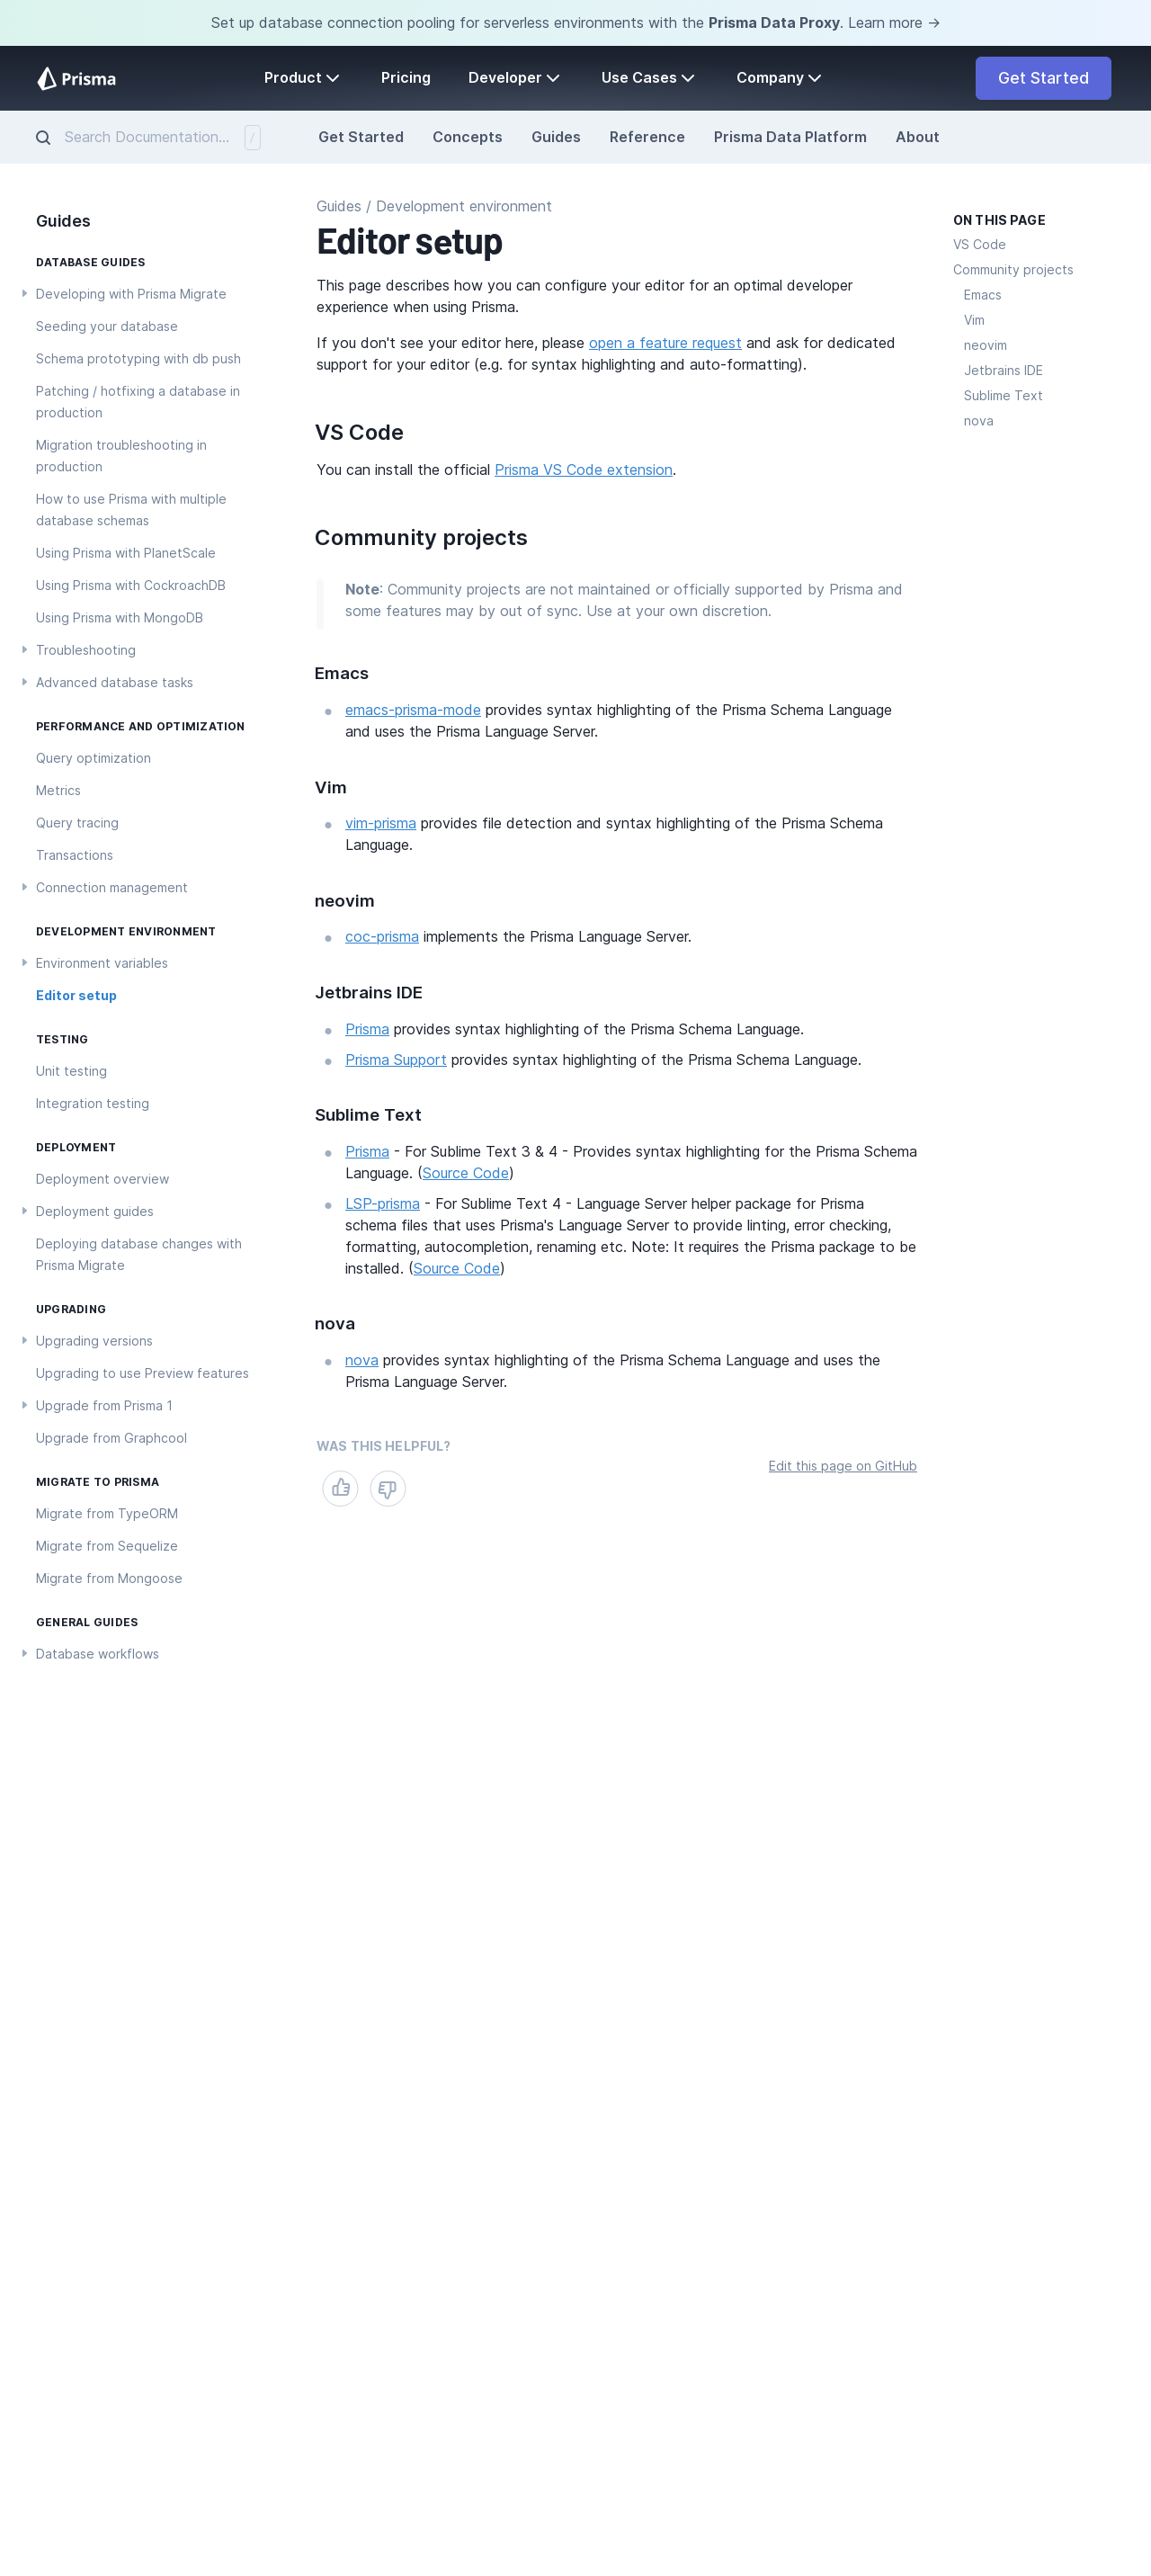 Set up database connection pooling for serverless environments with the Prisma Data Proxy. Learn more →
Prisma
Product
Pricing
Developer
Use Cases
Company
Get Started
Search Documentation...
/
Get Started
Concepts
Guides
Reference
Prisma Data Platform
About
Guides
DATABASE GUIDES
Developing with Prisma Migrate
Seeding your database
Schema prototyping with db push
Patching / hotfixing a database in
production
Migration troubleshooting in
production
How to use Prisma with multiple
database schemas
Using Prisma with PlanetScale
Using Prisma with CockroachDB
Using Prisma with MongoDB
Troubleshooting
Advanced database tasks
PERFORMANCE AND OPTIMIZATION
Query optimization
Metrics
Query tracing
Transactions
Connection management
DEVELOPMENT ENVIRONMENT
Environment variables
Editor setup
TESTING
Unit testing
Integration testing
DEPLOYMENT
Deployment overview
Deployment guides
Deploying database changes with
Prisma Migrate
UPGRADING
Upgrading versions
Upgrading to use Preview features
Upgrade from Prisma 1
Upgrade from Graphcool
MIGRATE TO PRISMA
Migrate from TypeORM
Migrate from Sequelize
Migrate from Mongoose
GENERAL GUIDES
Database workflows
Guides / Development environment
Editor setup
This page describes how you can configure your editor for an optimal developer
experience when using Prisma.
If you don't see your editor here, please open a feature request and ask for dedicated
support for your editor (e.g. for syntax highlighting and auto-formatting).
VS Code
You can install the official Prisma VS Code extension.
Community projects
Note: Community projects are not maintained or officially supported by Prisma and
some features may by out of sync. Use at your own discretion.
Emacs
emacs-prisma-mode provides syntax highlighting of the Prisma Schema Language
and uses the Prisma Language Server.
Vim
vim-prisma provides file detection and syntax highlighting of the Prisma Schema
Language.
neovim
coc-prisma implements the Prisma Language Server.
Jetbrains IDE
Prisma provides syntax highlighting of the Prisma Schema Language.
Prisma Support provides syntax highlighting of the Prisma Schema Language.
Sublime Text
Prisma - For Sublime Text 3 & 4 - Provides syntax highlighting for the Prisma Schema
Language. (Source Code)
LSP-prisma - For Sublime Text 4 - Language Server helper package for Prisma
schema files that uses Prisma's Language Server to provide linting, error checking,
formatting, autocompletion, renaming etc. Note: It requires the Prisma package to be
installed. (Source Code)
nova
nova provides syntax highlighting of the Prisma Schema Language and uses the
Prisma Language Server.
WAS THIS HELPFUL?
Edit this page on GitHub
ON THIS PAGE
VS Code
Community projects
Emacs
Vim
neovim
Jetbrains IDE
Sublime Text
nova